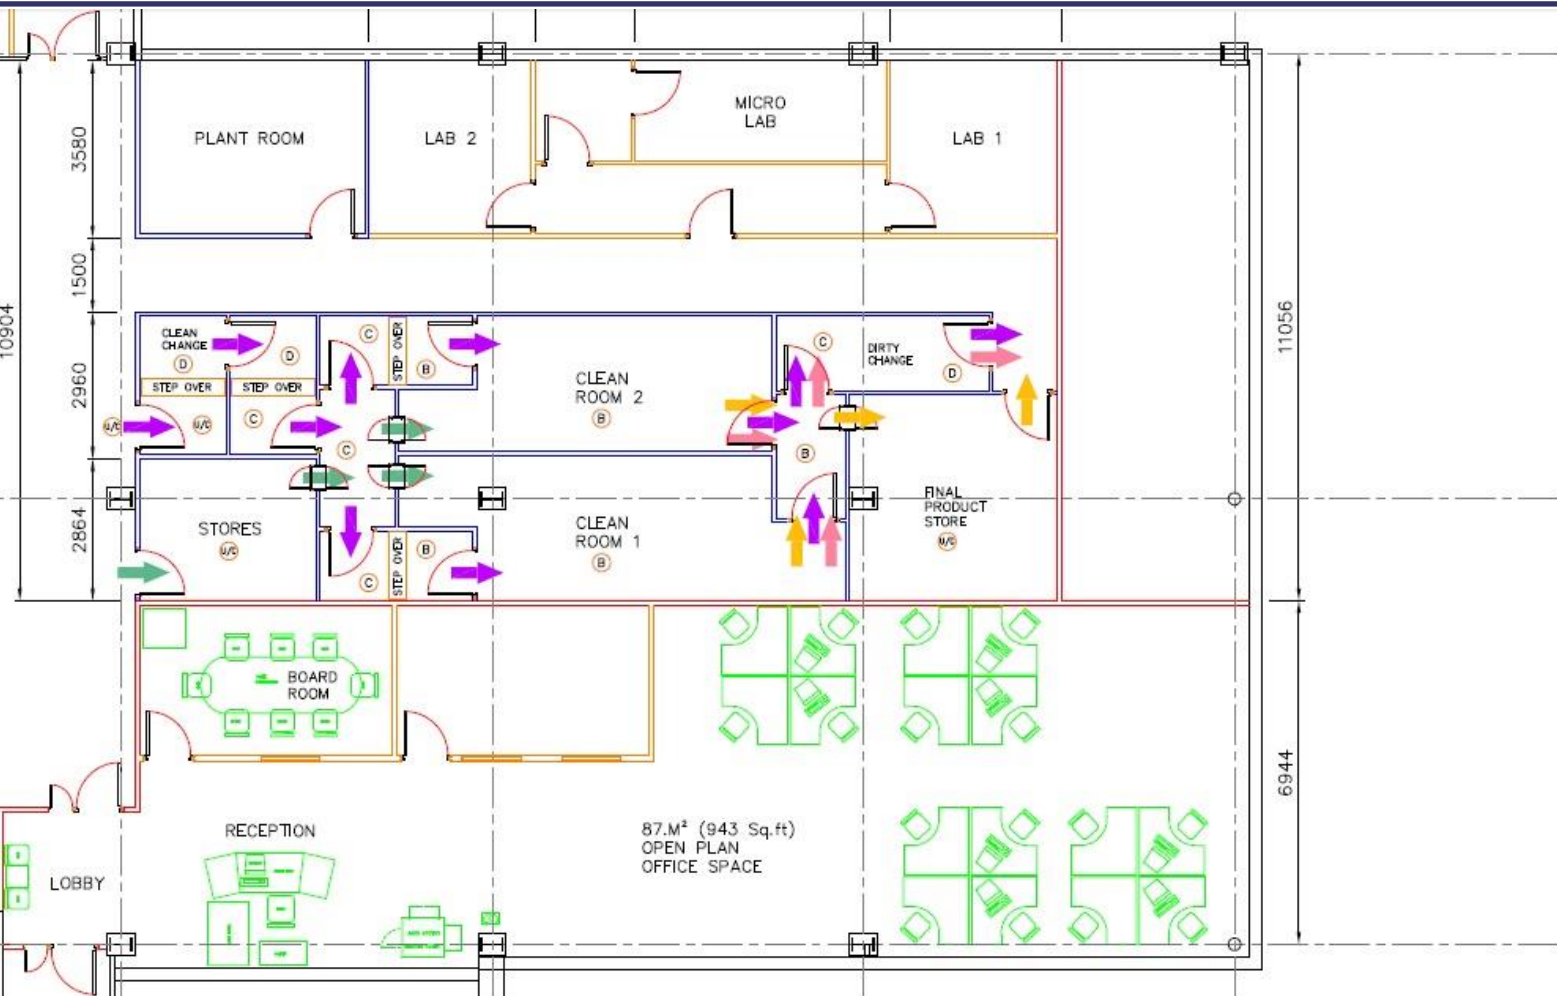 MICRO
LAB
PLANT ROOM
LAB 2
LAB 1
3580
1500
10904
2960
2864
11056
6944
CLEAN
CHANGE
D
D
C
STEP OVER
B
C
DIRTY
CHANGE
D
STEP OVER
STEP OVER
CLEAN
ROOM 2
B
u/c
u/c
C
C
B
STORES
u/c
CLEAN
ROOM 1
B
FINAL
PRODUCT
STORE
u/c
C
STEP OVER
B
BOARD
ROOM
RECEPTION
87.M² (943 Sq.ft)
OPEN PLAN
OFFICE SPACE
LOBBY